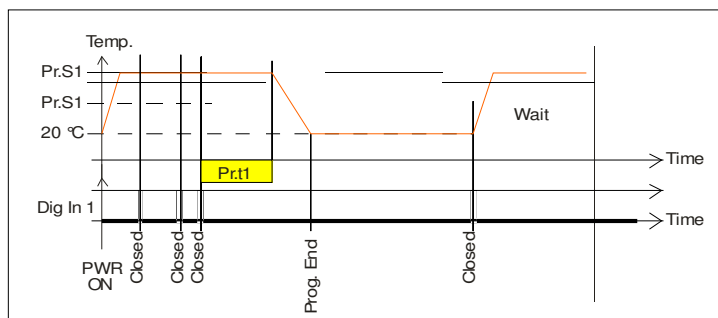 Temp.
Pr.S1
Pr.S1
Wait
20 °C
Time
Pr.t1
Dig In 1
Time
PWR
ON
Closed
Closed
Closed
Prog. End
Closed